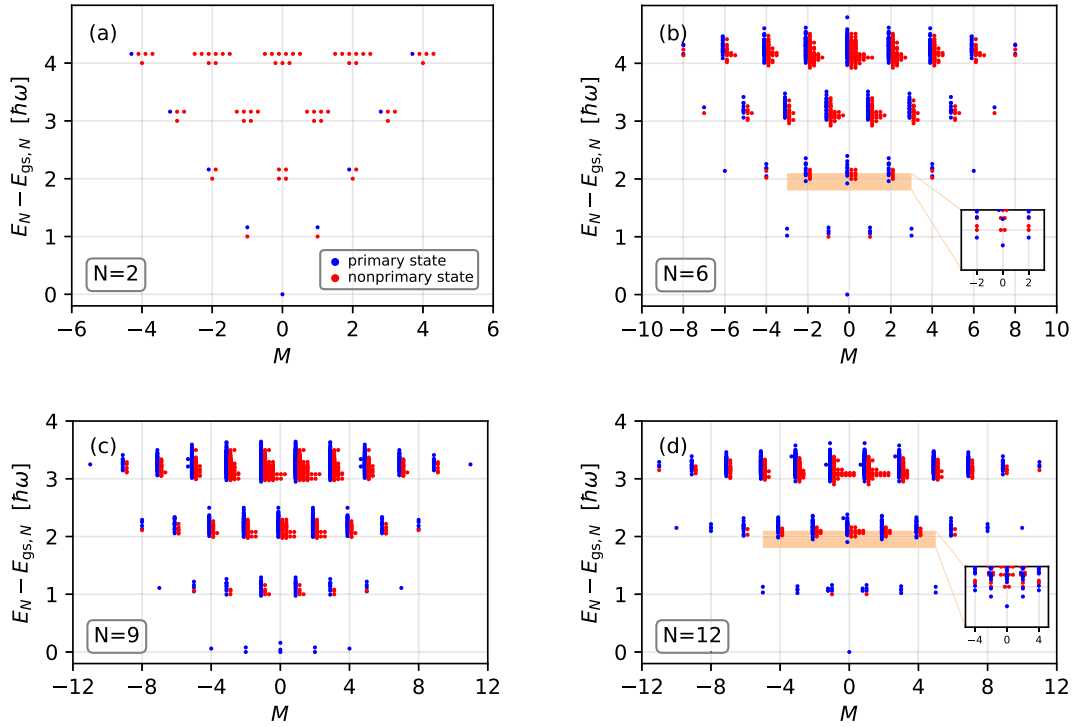 (a)
E_N − E_gs,N [ħω]
4
3
2
1
0
N=2
primary state
nonprimary state
−6 −4 −2 0 2 4 6
M
(b)
E_N − E_gs,N [ħω]
4
3
2
1
0
N=6
−2 0 2
−10 −8 −6 −4 −2 0 2 4 6 8 10
M
(c)
E_N − E_gs,N [ħω]
4
3
2
1
0
N=9
−12 −8 −4 0 4 8 12
M
(d)
E_N − E_gs,N [ħω]
4
3
2
1
0
N=12
−4 0 4
−12 −8 −4 0 4 8 12
M